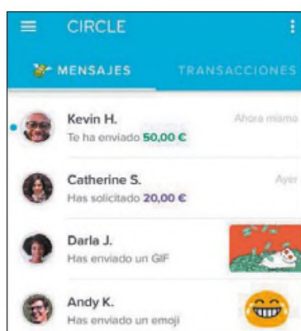 CIRCLE
MENSAJES TRANSACCIONES
Kevin H. Ahora mismo
Te ha enviado 50,00 €
Catherine S. Ayer
Has solicitado 20,00 €
Darla J.
Has enviado un GIF
Andy K.
Has enviado un emoji